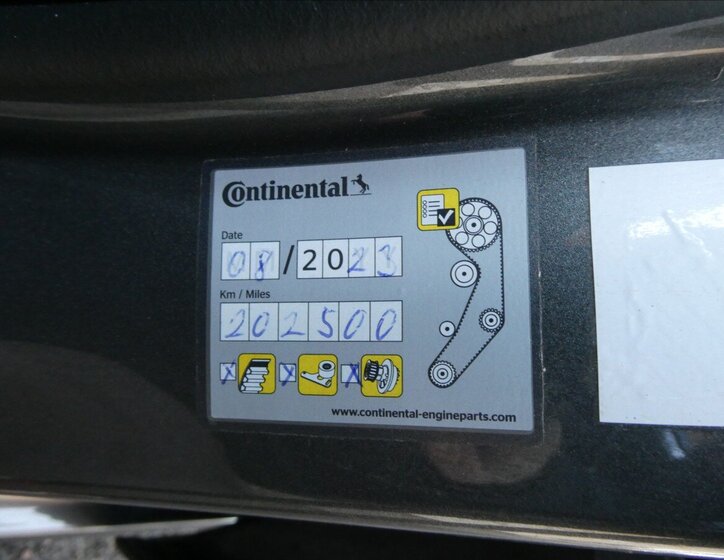 Continental
Date
08/2023
Km / Miles
202500
www.continental-engineparts.com